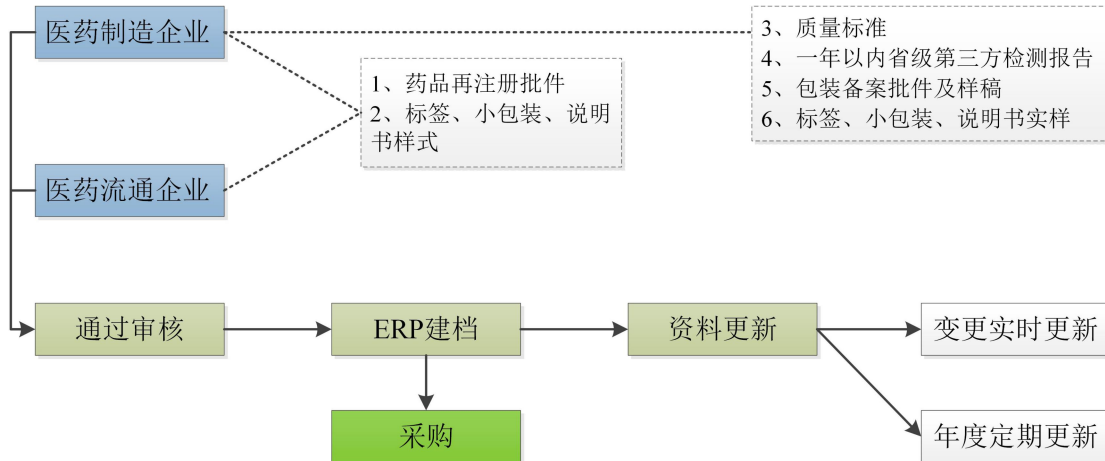 医药制造企业
3、质量标准
4、一年以内省级第三方检测报告
5、包装备案批件及样稿
6、标签、小包装、说明书实样
1、药品再注册批件
2、标签、小包装、说明
书样式
医药流通企业
通过审核
ERP建档
资料更新
变更实时更新
采购
年度定期更新